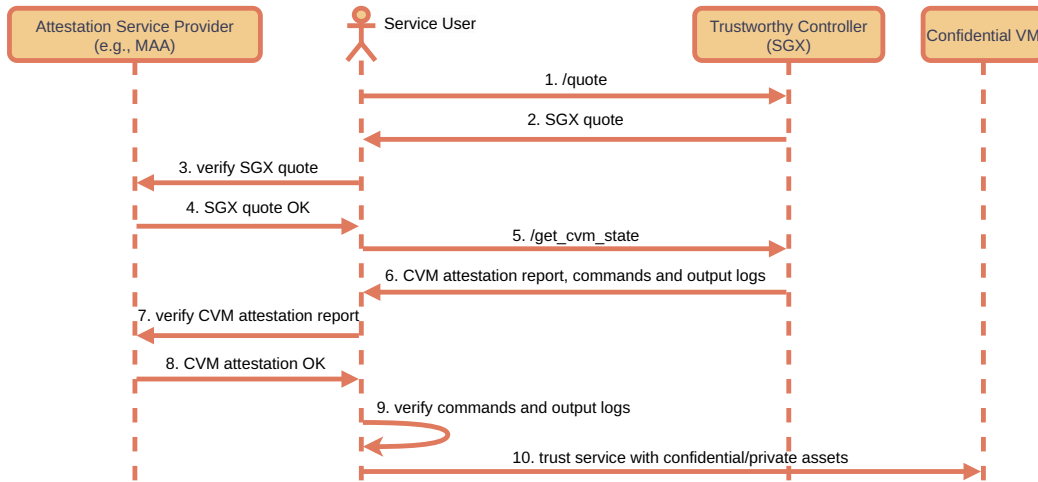 Attestation Service Provider
(e.g., MAA)
Service User
Trustworthy Controller
(SGX)
Confidential VM
1. /quote
2. SGX quote
3. verify SGX quote
4. SGX quote OK
5. /get_cvm_state
6. CVM attestation report, commands and output logs
7. verify CVM attestation report
8. CVM attestation OK
9. verify commands and output logs
10. trust service with confidential/private assets